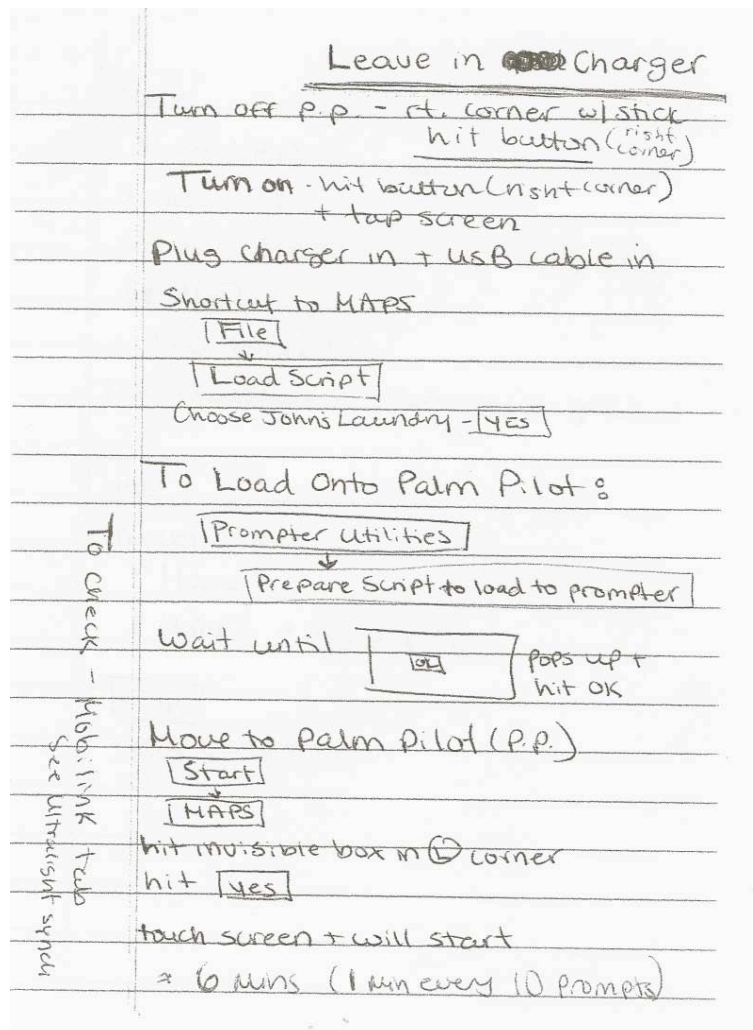 Leave in Charger
Turn off p.p. - rt. corner w/ stick
hit button (right corner)
Turn on - hit button (right corner)
+ tap screen
Plug charger in + USB cable in
Shortcut to MAPS
File
Load Script
Choose John's Laundry - YES
To Load Onto Palm Pilot:
Prompter Utilities
Prepare Script to load to prompter
Wait until OK pops up +
hit OK
Move to Palm Pilot (P.P.)
Start
MAPS
hit invisible box in L corner
hit yes
touch screen + will start
≈ 6 mins (1 min every 10 prompts)
To check - Mobilink tab
see Ultralight synch